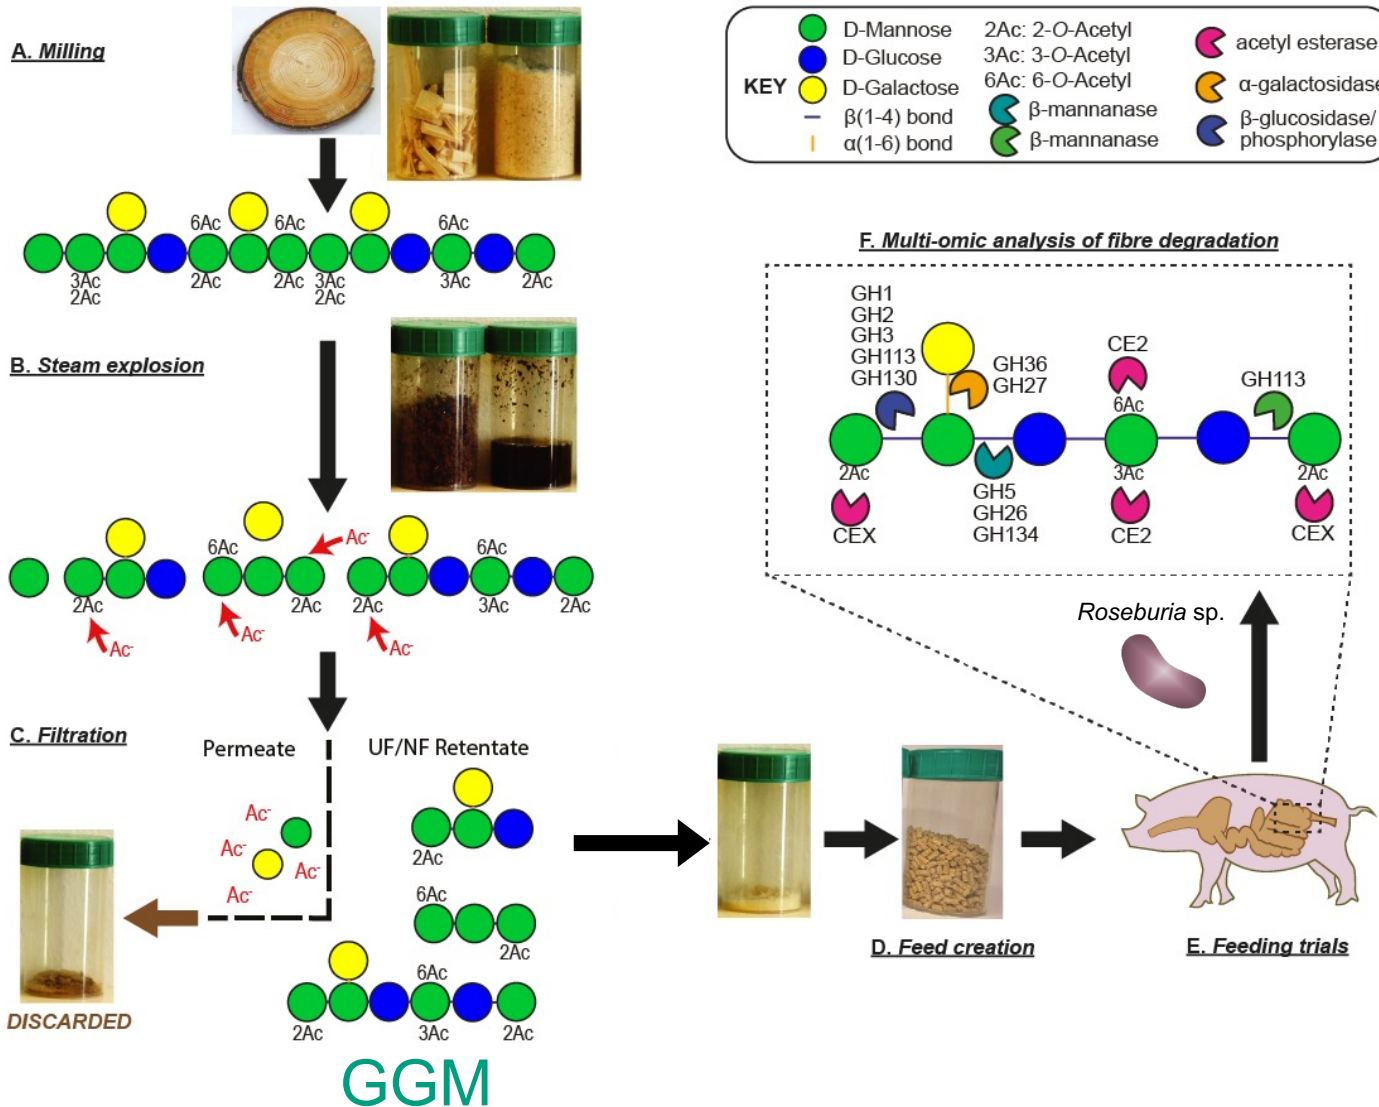 A. Milling
KEY
D-Mannose
D-Glucose
D-Galactose
β(1-4) bond
α(1-6) bond
2Ac: 2-O-Acetyl
3Ac: 3-O-Acetyl
6Ac: 6-O-Acetyl
β-mannanase
β-mannanase
acetyl esterase
α-galactosidase
β-glucosidase/
phosphorylase
6Ac 6Ac 6Ac
3Ac 2Ac 2Ac 3Ac 3Ac 2Ac
2Ac 2Ac
B. Steam explosion
6Ac Ac- 6Ac
2Ac 2Ac 2Ac 3Ac 2Ac
Ac- Ac- Ac-
C. Filtration
Permeate
UF/NF Retentate
Ac-
Ac-
Ac-
Ac-
DISCARDED
2Ac
6Ac
2Ac
6Ac
2Ac 3Ac 2Ac
GGM
D. Feed creation
E. Feeding trials
Roseburia sp.
F. Multi-omic analysis of fibre degradation
GH1
GH2
GH3
GH113
GH130
GH36
GH27
CE2
6Ac
GH113
2Ac 3Ac 2Ac
CEX
GH5
GH26
GH134
CE2
CEX